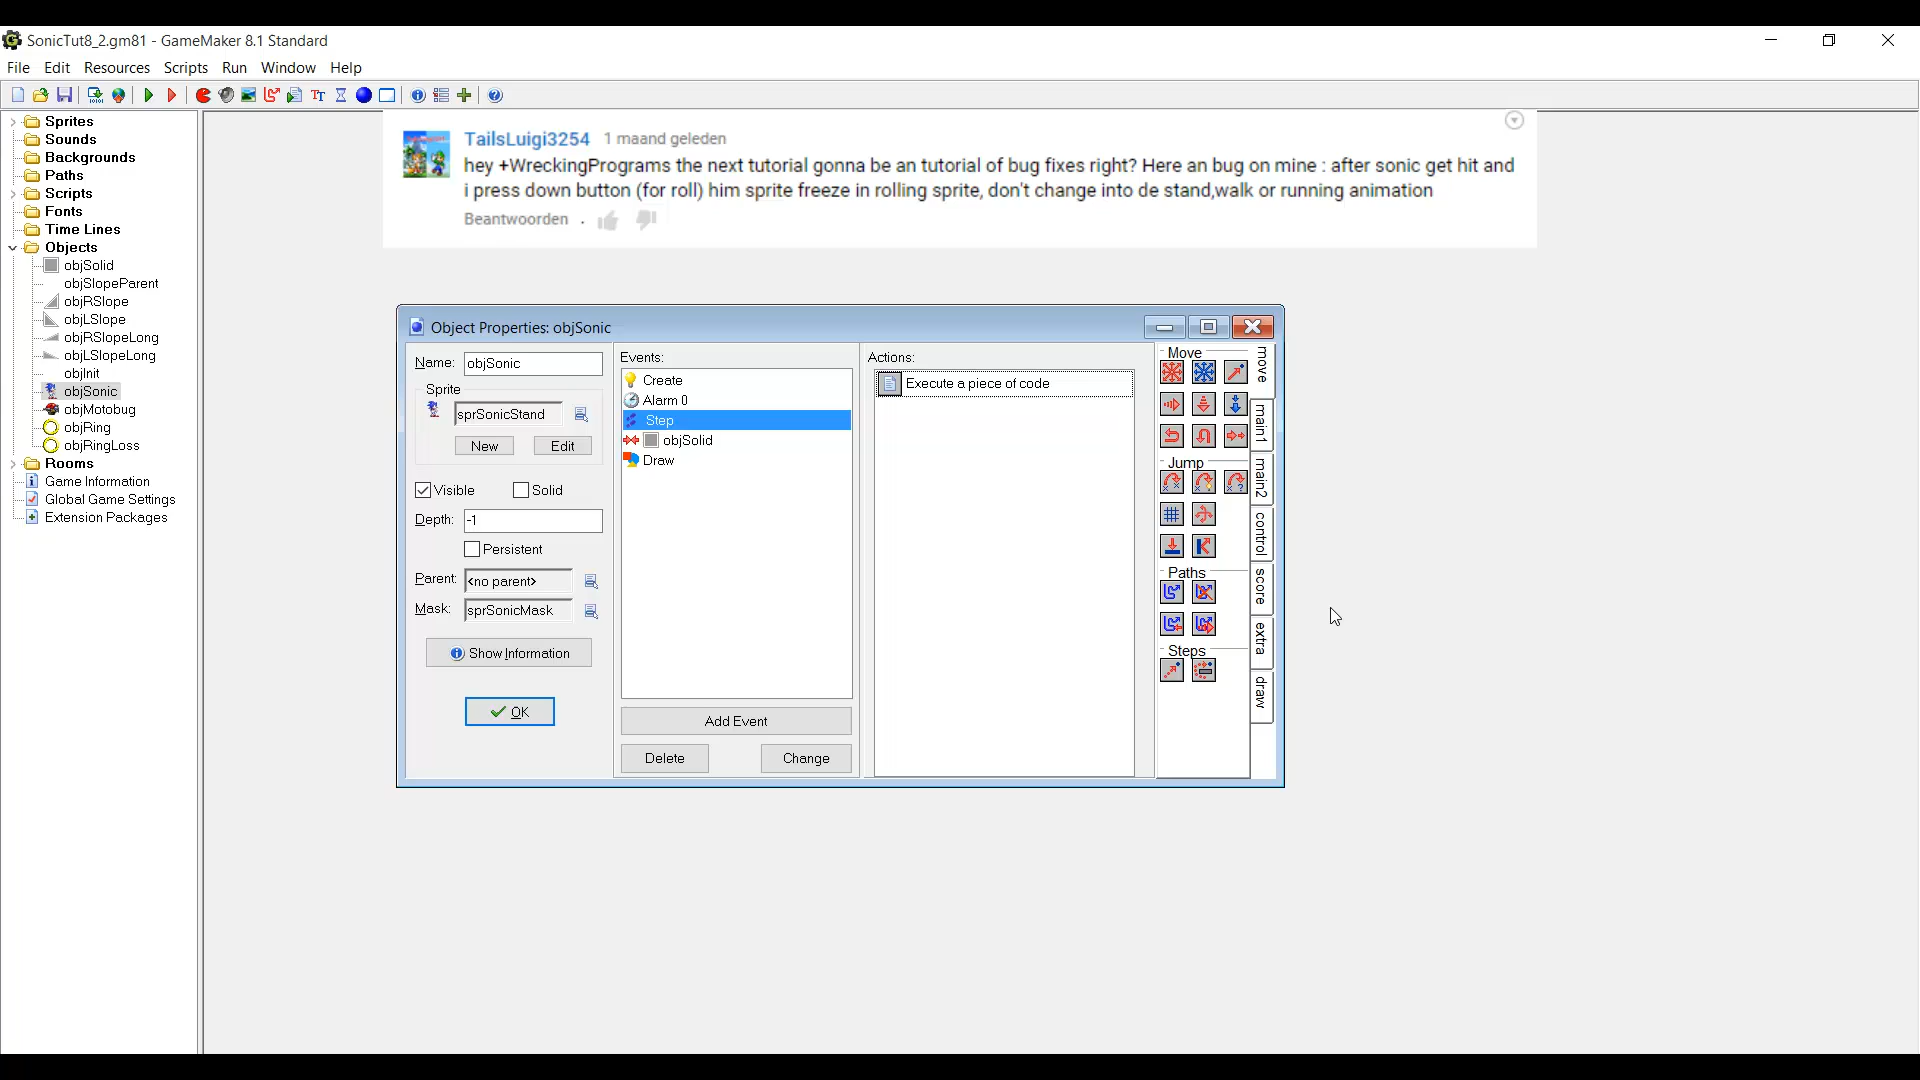 SonicTut8_2.gm81 - GameMaker 8.1 Standard
File Edit Resources Scripts Run Window Help
Sprites
Sounds
Backgrounds
Paths
Scripts
Fonts
Time Lines
Objects
objSolid
objSlopeParent
objRSlope
objLSlope
objRSlopeLong
objLSlopeLong
objInit
objSonic
objMotobug
objRing
objRingLoss
Rooms
Game Information
Global Game Settings
Extension Packages
TailsLuigi3254 1 maand geleden
hey +WreckingPrograms the next tutorial gonna be an tutorial of bug fixes right? Here an bug on mine : after sonic get hit and
i press down button (for roll) him sprite freeze in rolling sprite, don't change into de stand,walk or running animation
Beantwoorden .
Object Properties: objSonic
Name: objSonic
Sprite
sprSonicStand
New Edit
Visible Solid
Depth: -1
Persistent
Parent: <no parent>
Mask: sprSonicMask
Show Information
OK
Events:
Create
Alarm 0
Step
objSolid
Draw
Add Event
Delete Change
Actions:
Execute a piece of code
Move
Jump
Paths
Steps
move
main1
main2
control
score
extra
draw